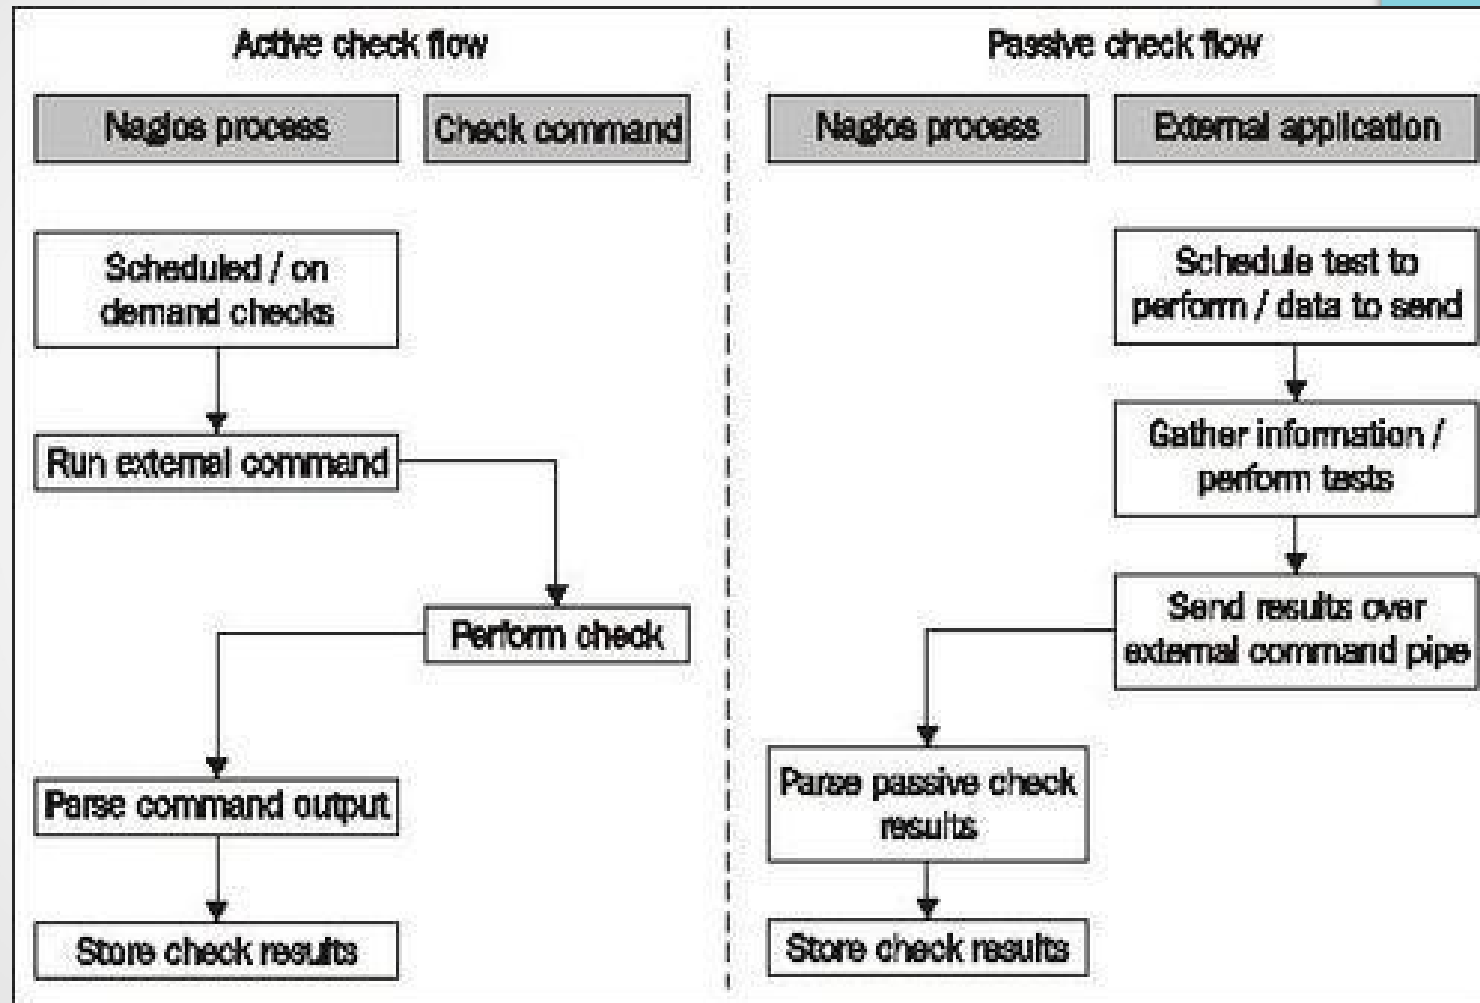 Active check flow
Nagios process
Check command
Scheduled / on
demand checks
Run external command
Perform check
Parse command output
Store check results
Passive check flow
Nagios process
External application
Schedule test to
perform / data to send
Gather information /
perform tests
Send results over
external command pipe
Parse passive check
results
Store check results